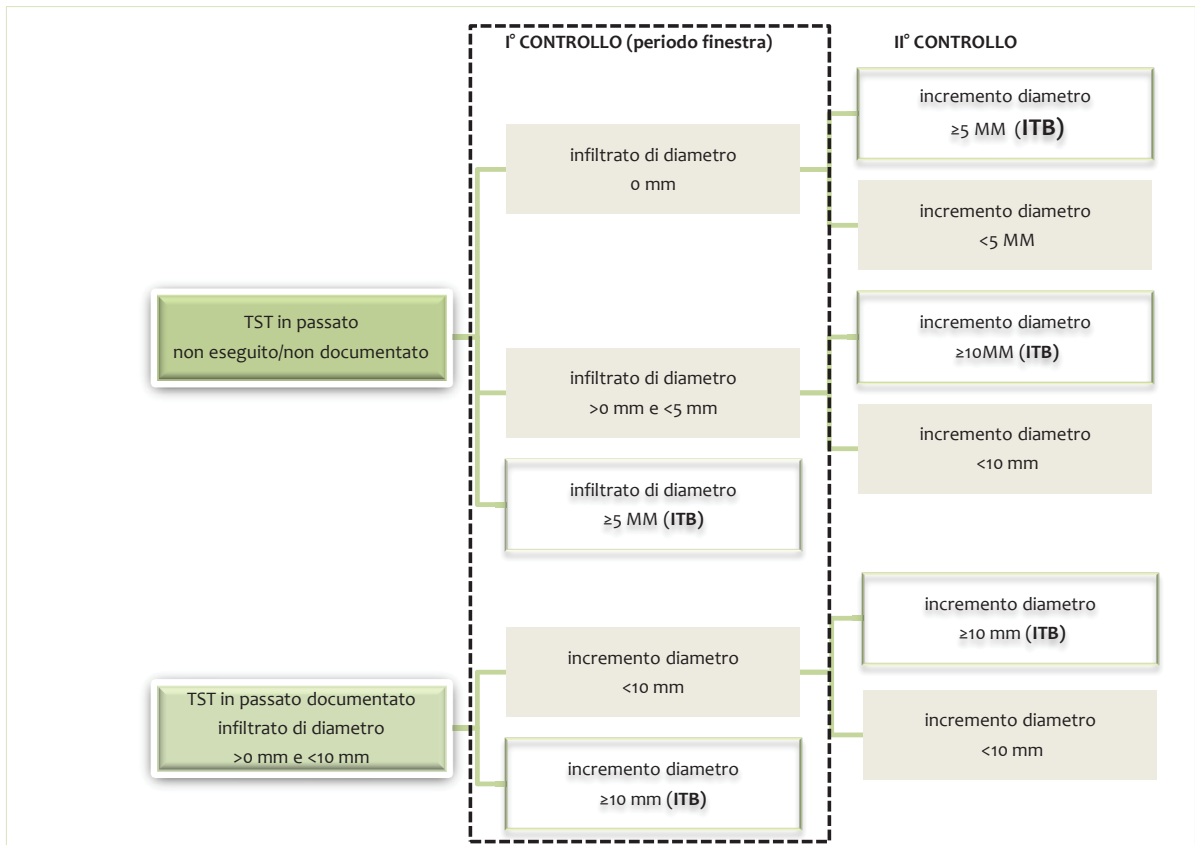 I° CONTROLLO (periodo finestra)
II° CONTROLLO
incremento diametro
≥5 MM (ITB)
infiltrato di diametro
0 mm
incremento diametro
<5 MM
TST in passato
non eseguito/non documentato
incremento diametro
≥10MM (ITB)
infiltrato di diametro
>0 mm e <5 mm
incremento diametro
<10 mm
infiltrato di diametro
≥5 MM (ITB)
incremento diametro
≥10 mm (ITB)
incremento diametro
<10 mm
TST in passato documentato
infiltrato di diametro
>0 mm e <10 mm
incremento diametro
<10 mm
incremento diametro
≥10 mm (ITB)